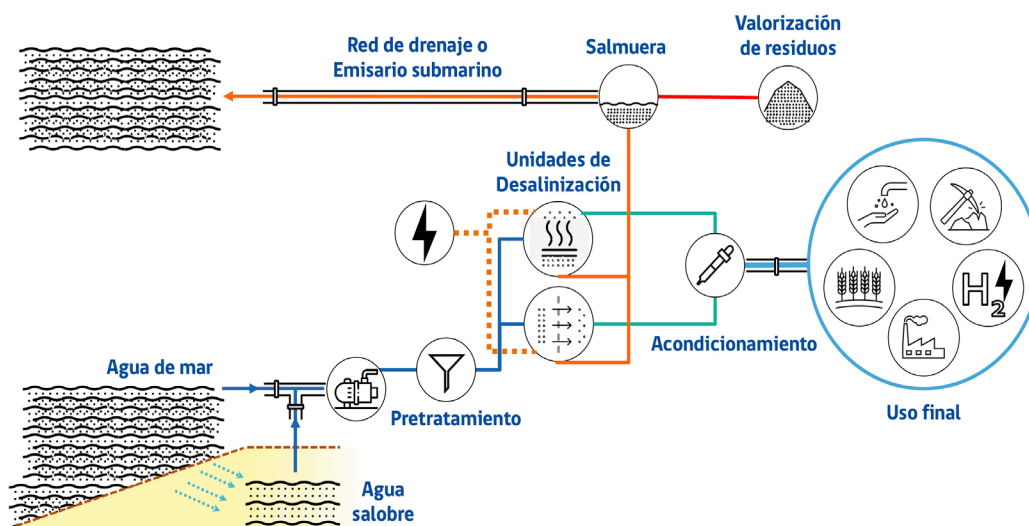 Red de drenaje o
Emisario submarino
Salmuera
Valorización
de residuos
Unidades de
Desalinización
Agua de mar
Pretratamiento
Acondicionamiento
H2
Uso final
Agua
salobre